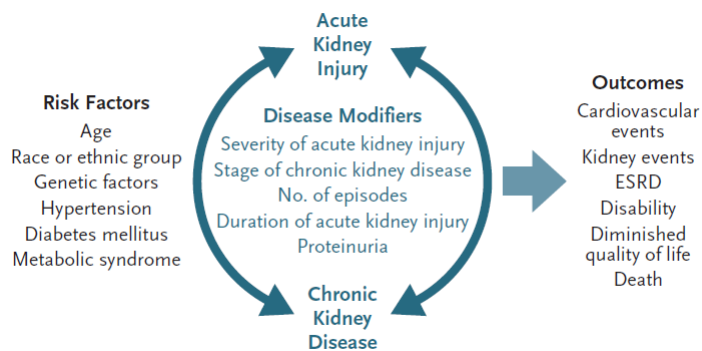 Acute
Kidney
Injury
Risk Factors
Age
Race or ethnic group
Genetic factors
Hypertension
Diabetes mellitus
Metabolic syndrome
Disease Modifiers
Severity of acute kidney injury
Stage of chronic kidney disease
No. of episodes
Duration of acute kidney injury
Proteinuria
Chronic
Kidney
Disease
Outcomes
Cardiovascular
events
Kidney events
ESRD
Disability
Diminished
quality of life
Death